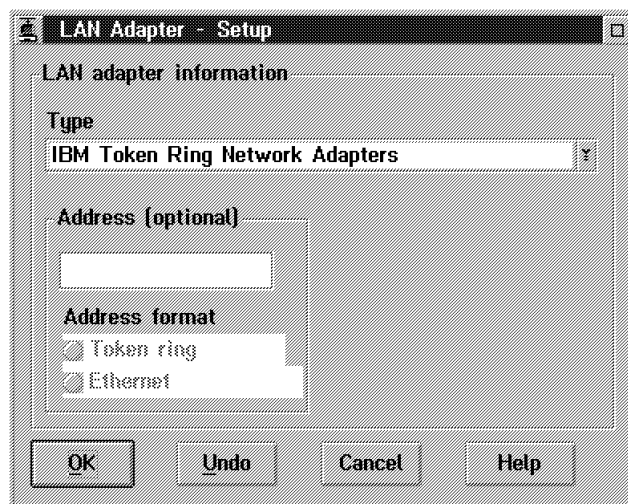 LAN Adapter - Setup
LAN adapter information
Type
IBM Token Ring Network Adapters
Address (optional)
Address format
Token ring
Ethernet
OK
Undo
Cancel
Help